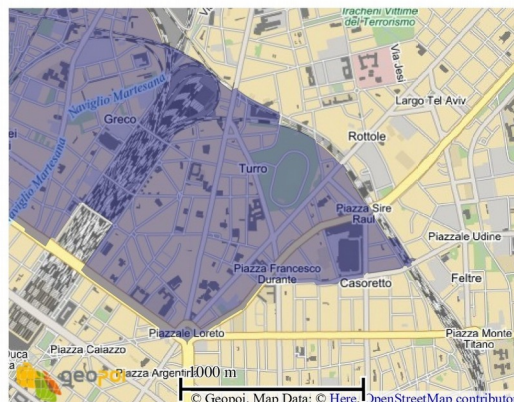 Iracheni Vittime
del Terrorismo
Via Jesi
Naviglio Martesana
Largo Tel Aviv
Greco
Rottole
Naviglio Martesana
Turro
Piazza Sire
Raul
Piazzale Udine
Piazza Francesco
Durante
Feltre
Casoretto
Piazzale Loreto
Piazza Monte
Titano
Piazza Caiazzo
geopoi
Piazza Argentin
1000 m
© Geopoi, Map Data: © Here, OpenStreetMap contributo